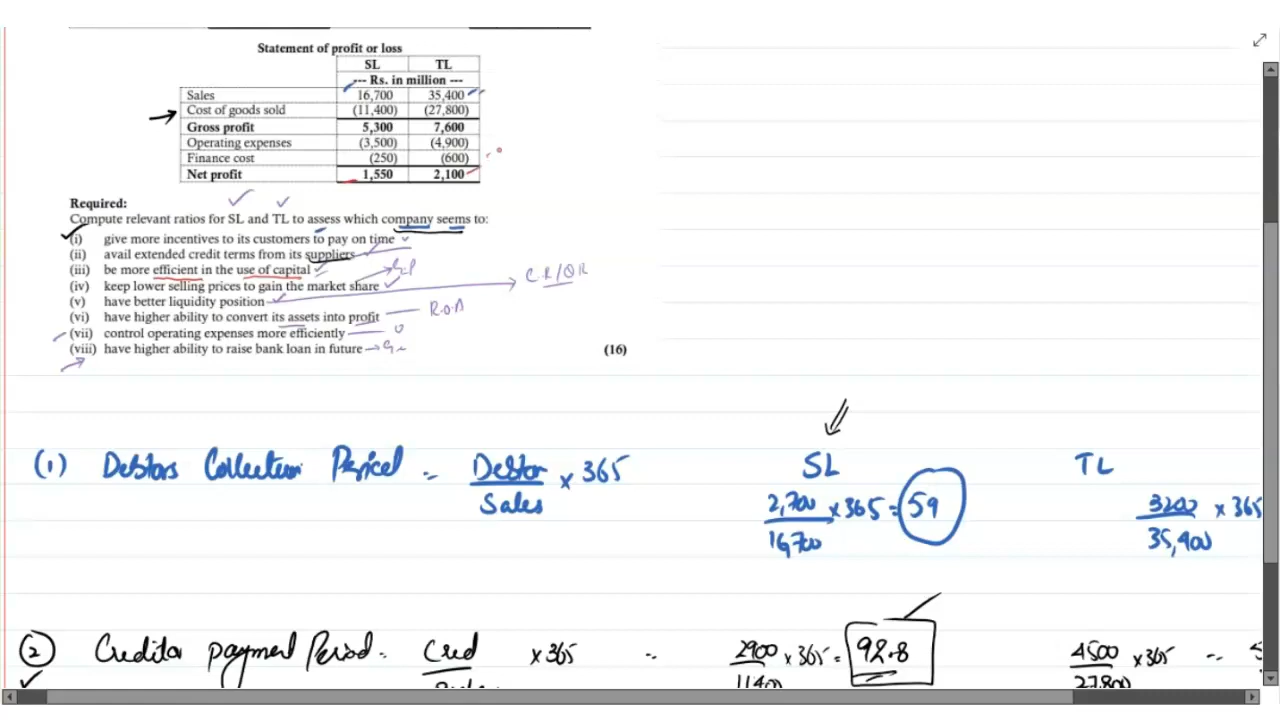 Statement of profit or loss
SL TL
--- Rs. in million ---
Sales 16,700 35,400
Cost of goods sold (11,400) (27,800)
Gross profit 5,300 7,600
Operating expenses (3,500) (4,900)
Finance cost (250) (600)
Net profit 1,550 2,100
Required:
Compute relevant ratios for SL and TL to assess which company seems to:
(i) give more incentives to its customers to pay on time
(ii) avail extended credit terms from its suppliers
(iii) be more efficient in the use of capital
(iv) keep lower selling prices to gain the market share
(v) have better liquidity position C.R/QR
(vi) have higher ability to convert its assets into profit R.O.A
(vii) control operating expenses more efficiently
(viii) have higher ability to raise bank loan in future
(16)
SL TL
(1) Debtors Collection Period = Debtor x 365 2,700 x 365 = 59 3200 x 365
Sales 16,700 35,400
(2) Creditor payment Period = Cred x 365 = 2900 x 365 = 92.8 4500 x 365 =
11400 27,800